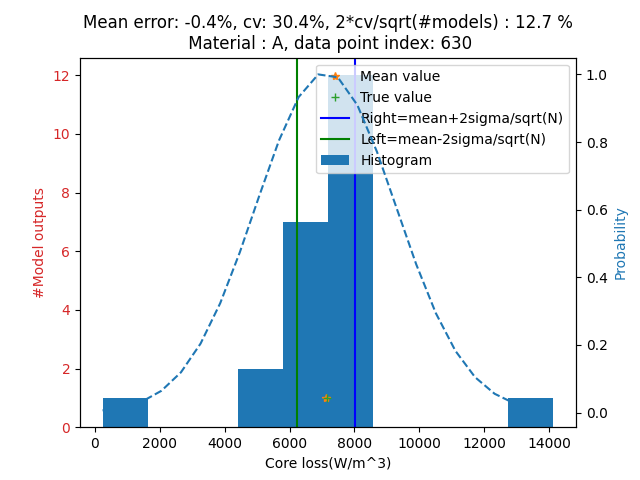 Mean error: -0.4%, cv: 30.4%, 2*cv/sqrt(#models) : 12.7 %
Material : A, data point index: 630
Mean value
True value
Right=mean+2sigma/sqrt(N)
Left=mean-2sigma/sqrt(N)
Histogram
#Model outputs
12
10
8
6
4
2
0
1.0
0.8
0.6
0.4
0.2
0.0
Probability
0
2000
4000
6000
8000
10000
12000
14000
Core loss(W/m^3)